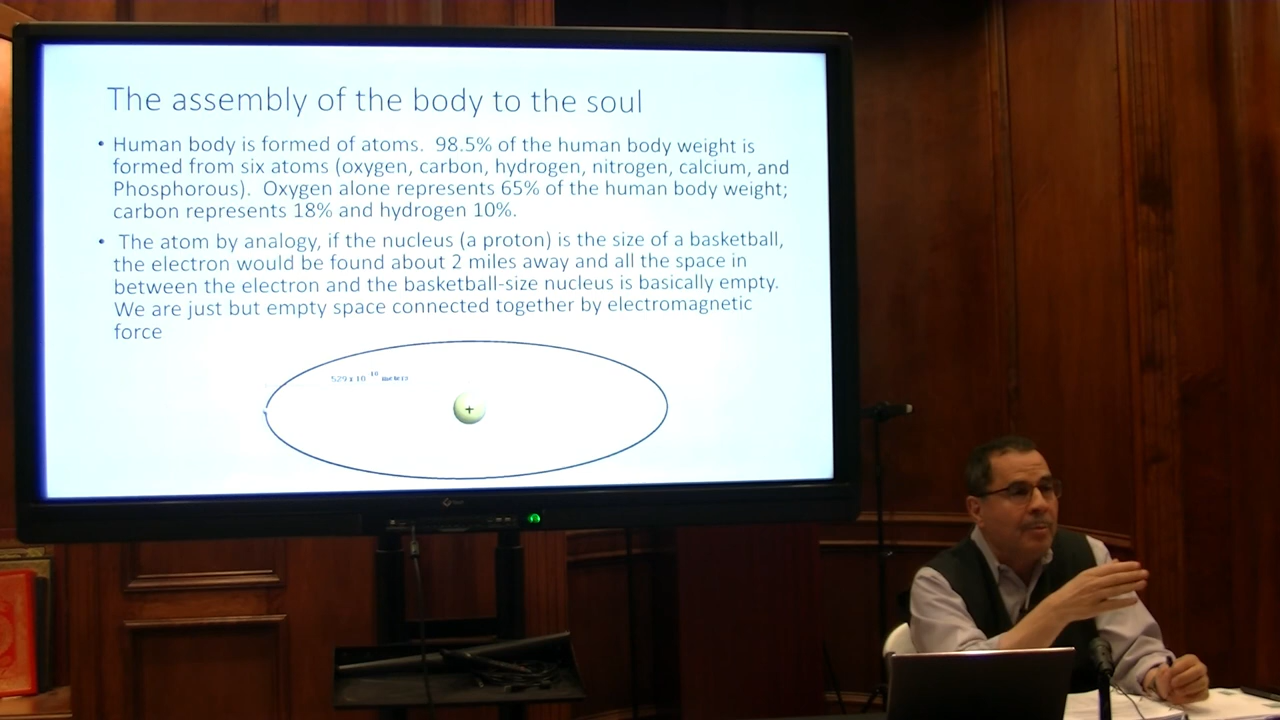 The assembly of the body to the soul
• Human body is formed of atoms. 98.5% of the human body weight is
formed from six atoms (oxygen, carbon, hydrogen, nitrogen, calcium, and
Phosphorous). Oxygen alone represents 65% of the human body weight;
carbon represents 18% and hydrogen 10%.
• The atom by analogy, if the nucleus (a proton) is the size of a basketball,
the electron would be found about 2 miles away and all the space in
between the electron and the basketball-size nucleus is basically empty.
We are just but empty space connected together by electromagnetic
force
meters
+